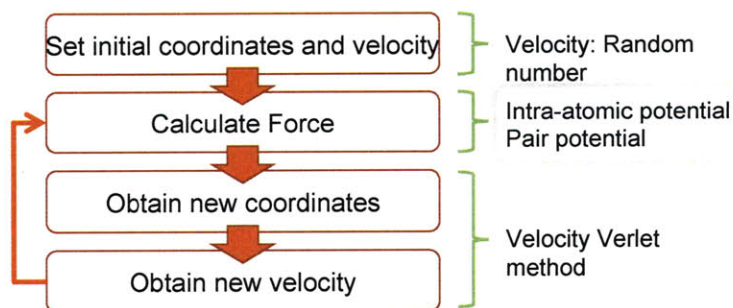 Set initial coordinates and velocity
Velocity: Random
number
Calculate Force
Intra-atomic potential
Pair potential
Obtain new coordinates
Obtain new velocity
Velocity Verlet
method